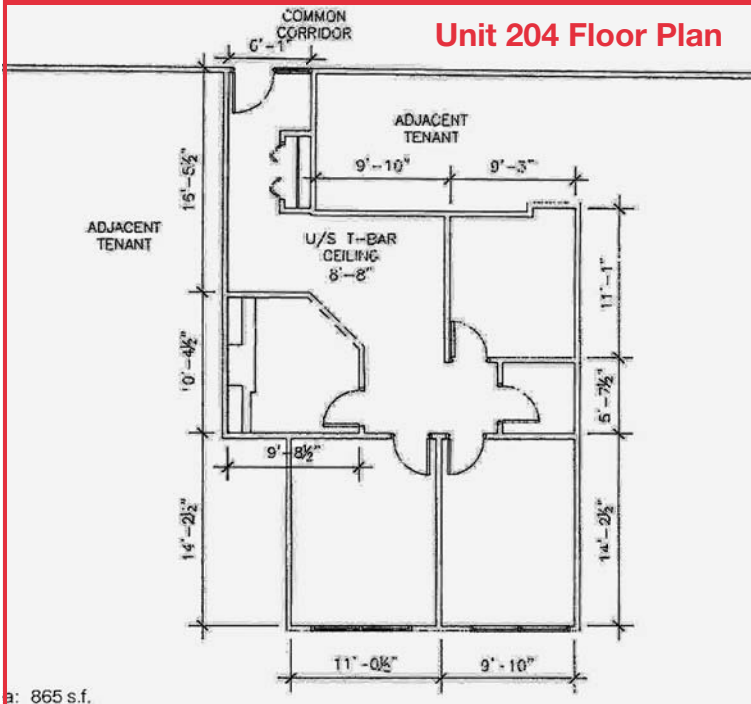 COMMON
CORRIDOR
Unit 204 Floor Plan
6'-1"
ADJACENT
TENANT
9'-10"
9'-3"
16'-5½"
ADJACENT
TENANT
U/S T-BAR
CEILING
8'-8"
11'-1"
10'-4½"
5'-7½"
9'-8½"
14'-2½"
14'-2½"
11'-0½"
9'-10"
a: 865 s.f.